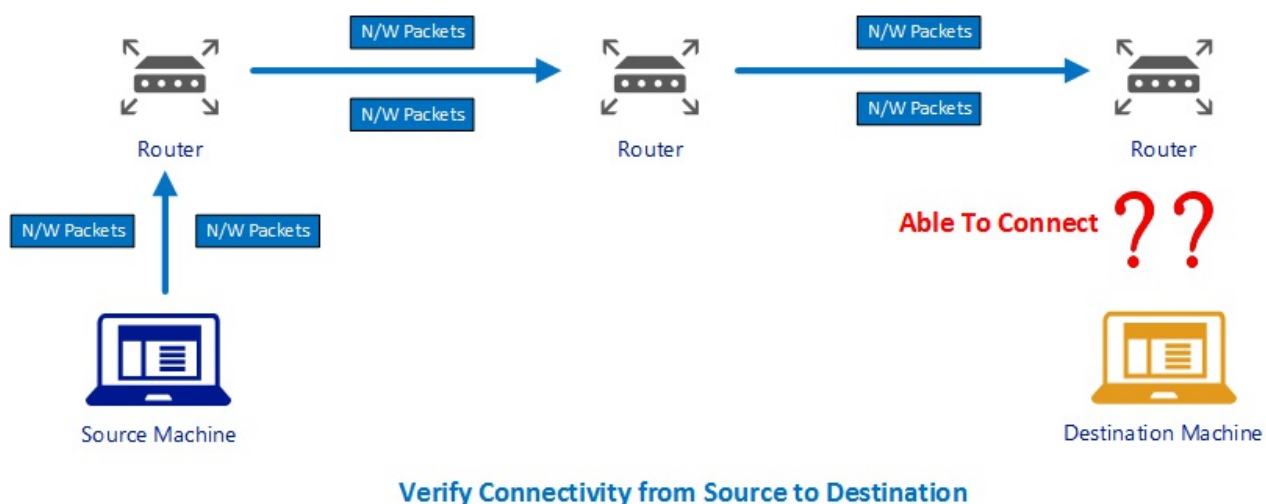 N/W Packets
N/W Packets
N/W Packets
N/W Packets
Router
Router
Router
N/W Packets
N/W Packets
Able To Connect ??
Source Machine
Destination Machine
Verify Connectivity from Source to Destination